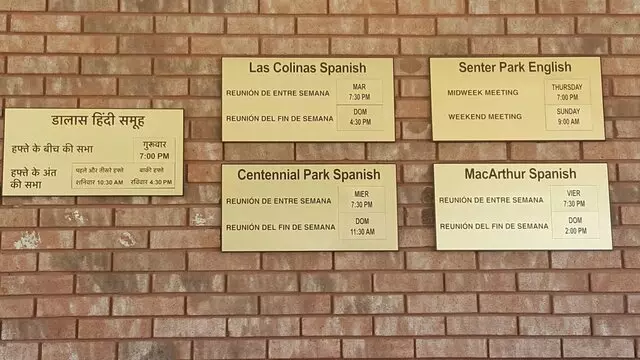 डालास हिंदी समूह
हफ्ते के बीच की सभा
गुरुवार
7:00 PM
हफ्ते के अंत
की सभा
पहले और तीसरे हफ्ते
शनिवार 10:30 AM
बाकी हफ्ते
रविवार 4:30 PM
Las Colinas Spanish
REUNIÓN DE ENTRE SEMANA
MAR
7:30 PM
REUNIÓN DEL FIN DE SEMANA
DOM
4:30 PM
Senter Park English
MIDWEEK MEETING
THURSDAY
7:00 PM
WEEKEND MEETING
SUNDAY
9:00 AM
Centennial Park Spanish
REUNIÓN DE ENTRE SEMANA
MIER
7:30 PM
REUNIÓN DEL FIN DE SEMANA
DOM
11:30 AM
MacArthur Spanish
REUNIÓN DE ENTRE SEMANA
VIER
7:30 PM
REUNIÓN DEL FIN DE SEMANA
DOM
2:00 PM